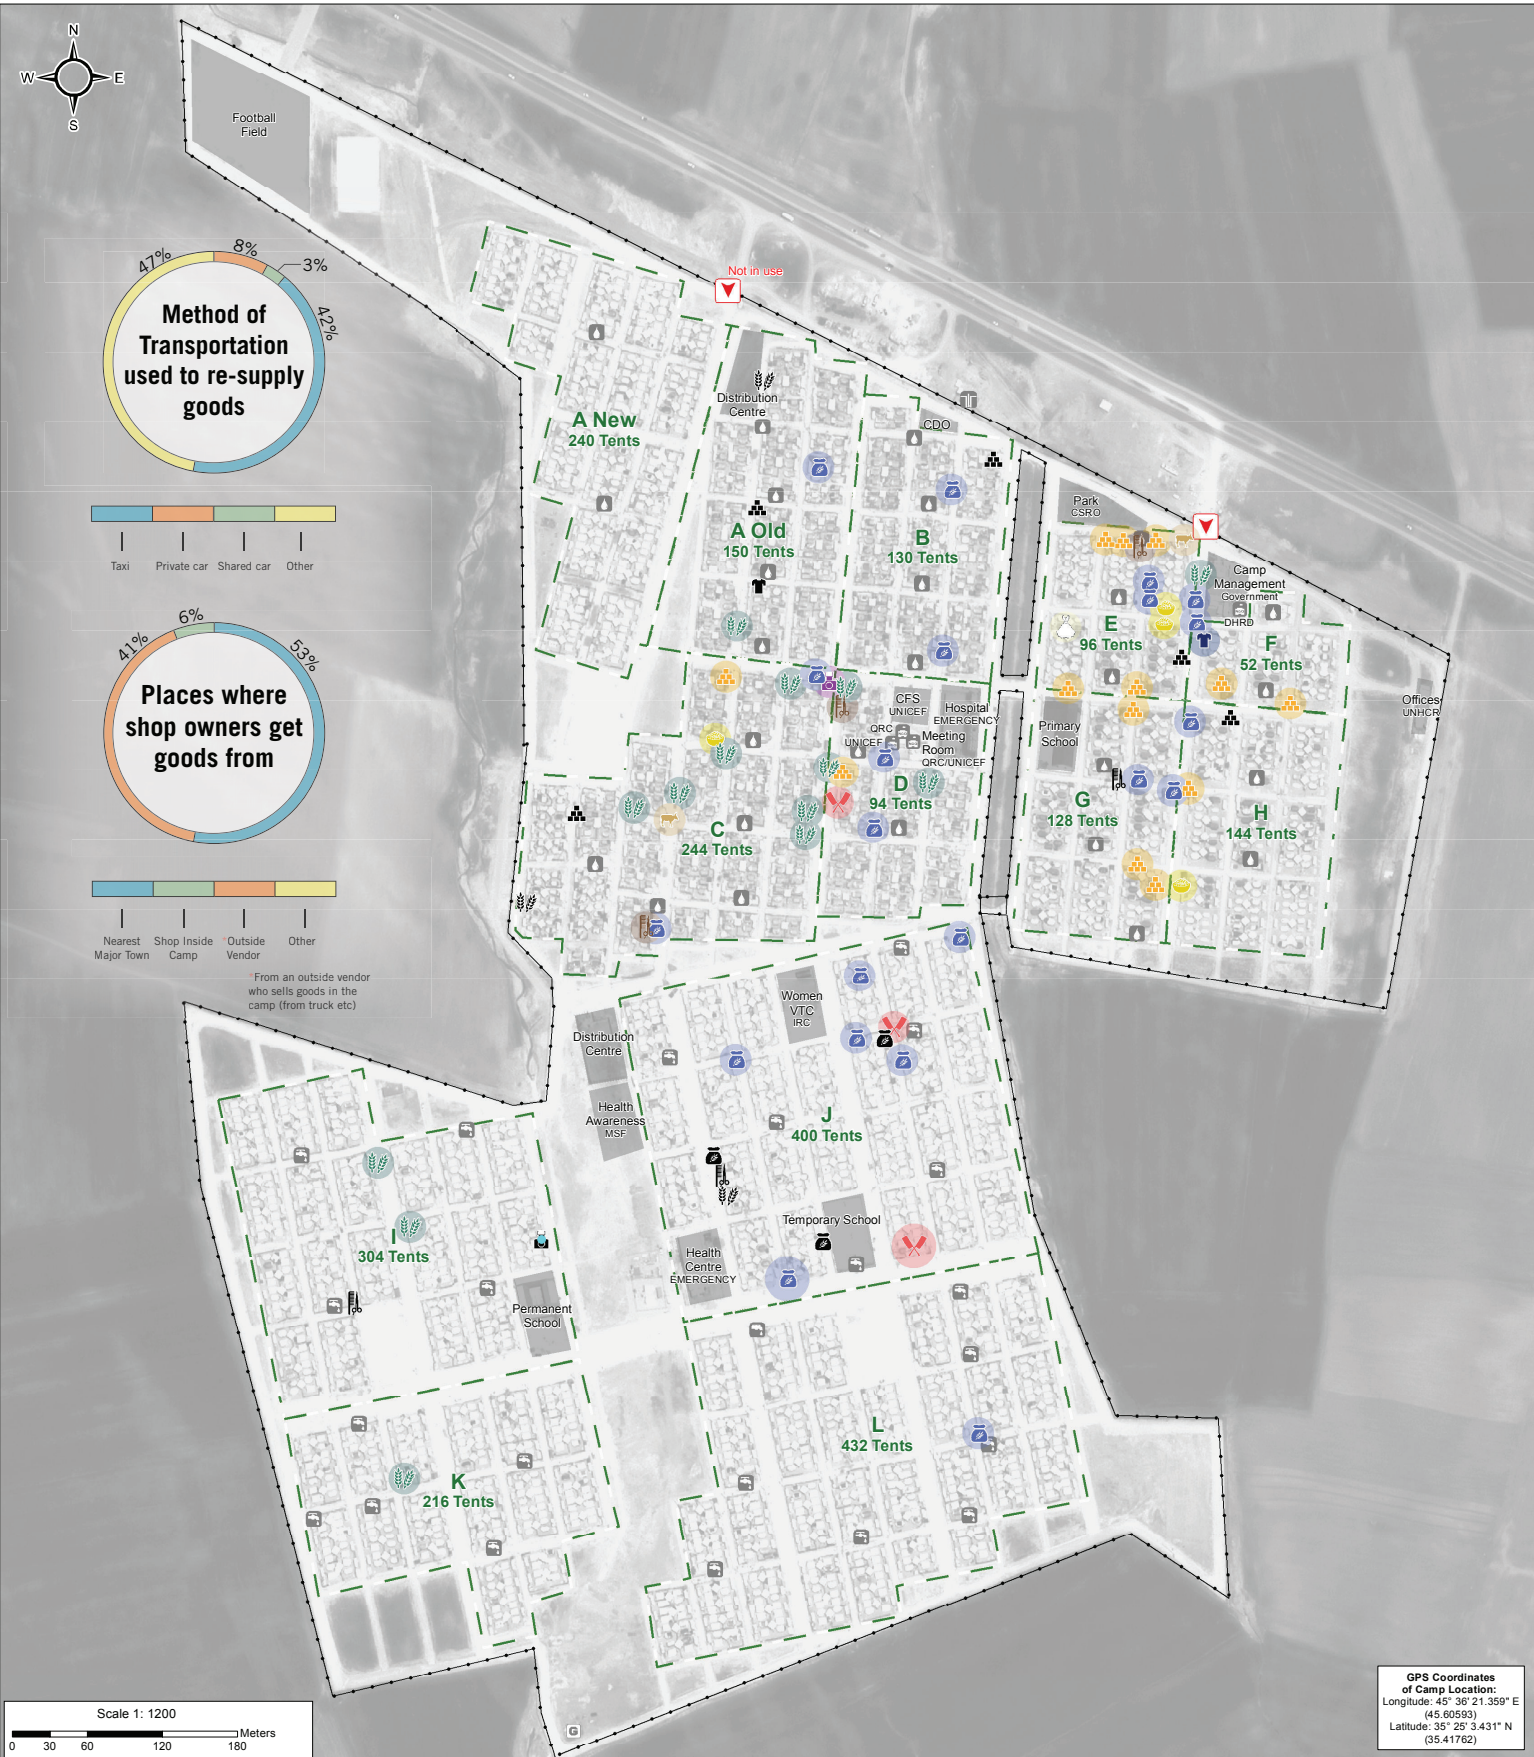 N
W E
S
Football
Field
Not in use
47%
8%
3%
42%
Method of
Transportation
used to re-supply
goods
Taxi
Private car
Shared car
Other
41%
6%
53%
Places where
shop owners get
goods from
Nearest
Major Town
Shop Inside
Camp
*Outside
Vendor
Other
*From an outside vendor
who sells goods in the
camp (from truck etc)
A New
240 Tents
Distribution
Centre
CDO
A Old
150 Tents
B
130 Tents
Park
CSRO
Camp
Management
Government
DHRD
E
96 Tents
F
52 Tents
Offices
UNHCR
CFS
UNICEF
Hospital
EMERGENCY
QRC
UNICEF
Meeting
Room
QRC/UNICEF
Primary
School
D
94 Tents
C
244 Tents
G
128 Tents
H
144 Tents
Women
VTC
IRC
Distribution
Centre
Health
Awareness
MSF
J
400 Tents
Temporary School
Health
Centre
EMERGENCY
I
304 Tents
Permanent
School
L
432 Tents
K
216 Tents
G
Scale 1: 1200
Meters
0 30 60 120 180
GPS Coordinates
of Camp Location:
Longitude: 45° 36' 21.359" E
(45.60593)
Latitude: 35° 25' 3.431" N
(35.41762)